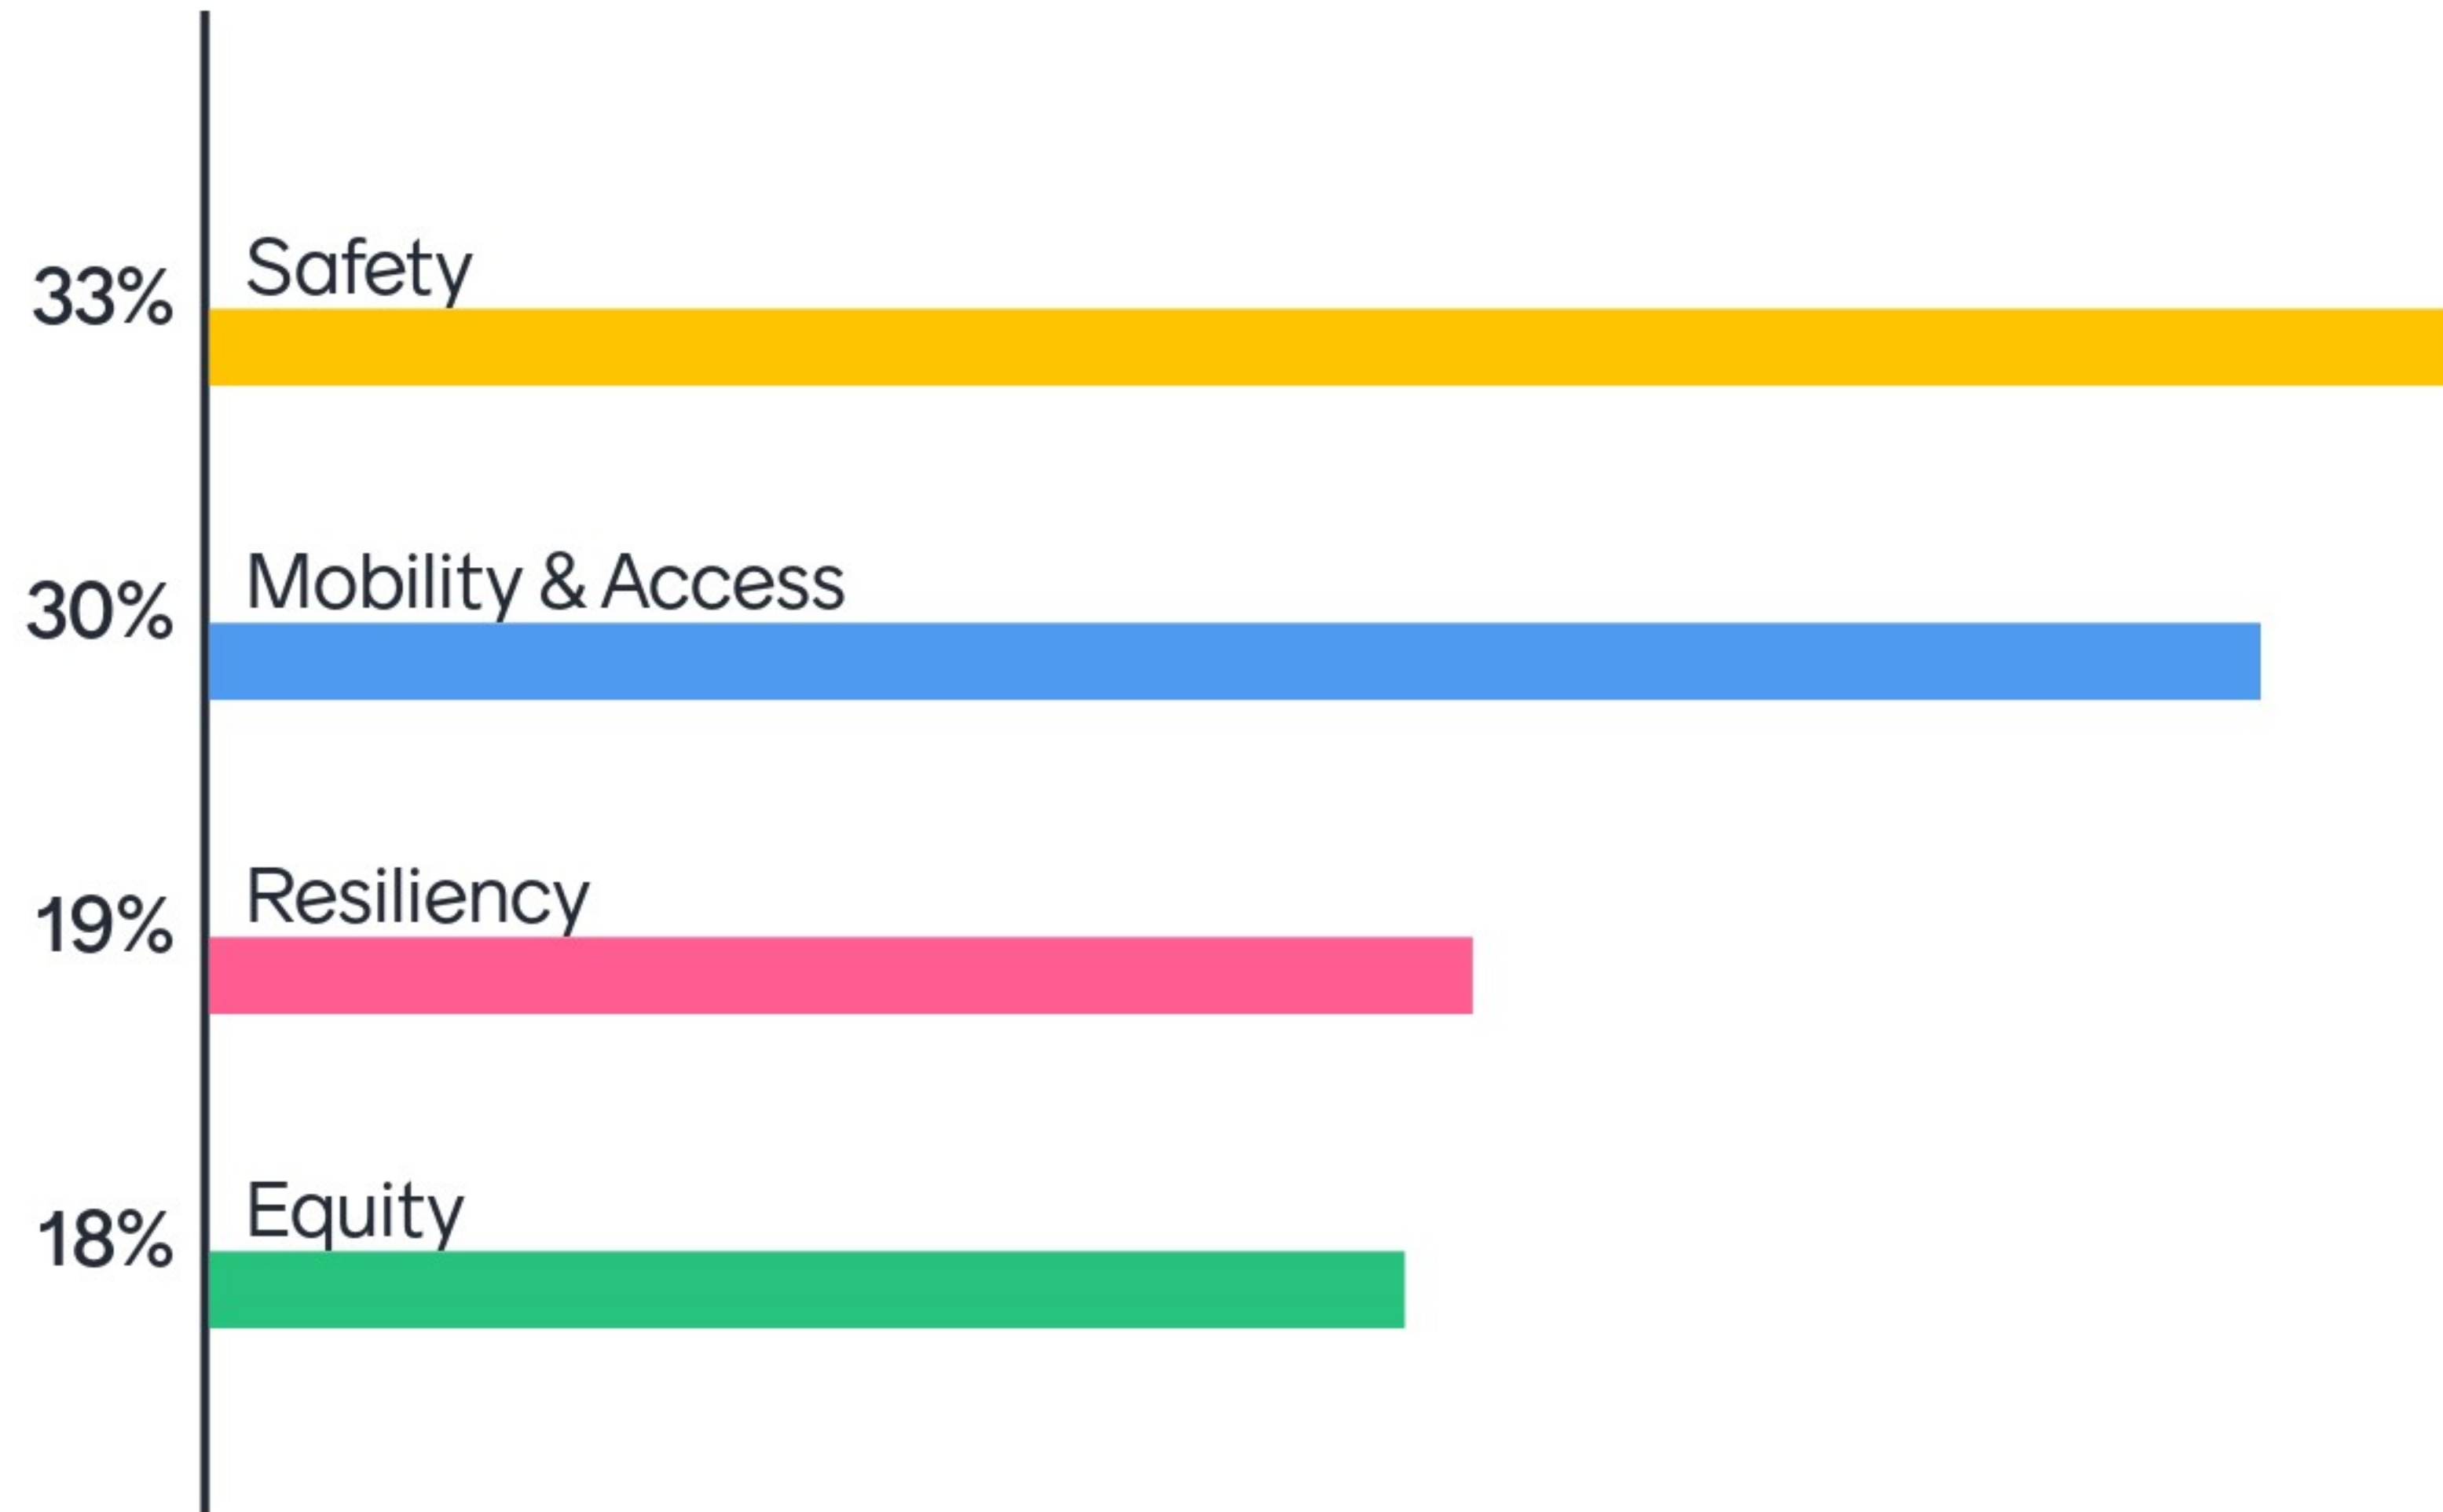 33%
Safety
30%
Mobility & Access
19%
Resiliency
18%
Equity